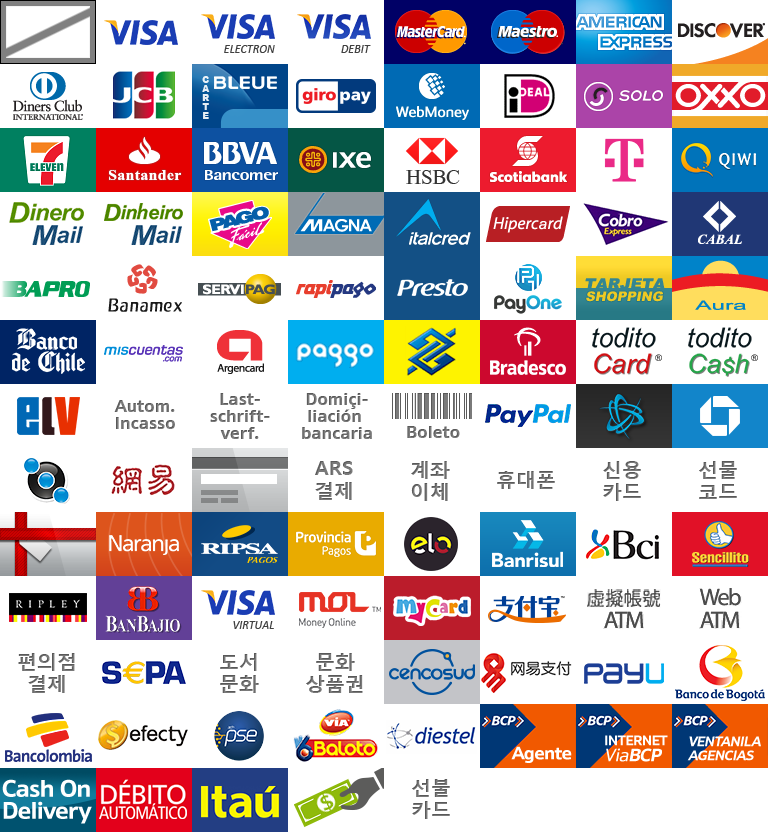 VISA
VISA
ELECTRON
VISA
DEBIT
MasterCard
Maestro
AMERICAN
EXPRESS
DISCOVER
Diners Club
INTERNATIONAL
JCB
CARTE
BLEUE
giropay
WebMoney
iDEAL
SOLO
OXXO
7
ELEVEN
Santander
BBVA
Bancomer
IXE
HSBC
Scotiabank
T
QIWI
Dinero
Mail
Dinheiro
Mail
PAGO
Fácil
MAGNA
italcred
Hipercard
Cobro
Express
CABAL
BAPRO
Banamex
SERVIPAG
rapipago
Presto
PayOne
TARJETA
SHOPPING
Aura
Banco
de Chile
miscuentas
.com
Argencard
paggo
Bradesco
todito
Card ®
todito
Ca$h ®
ELV
Autom.
Incasso
Last-
schrift-
verf.
Domiçi-
liación
bancaria
Boleto
PayPal
網易
ARS
결제
계좌
이체
휴대폰
신용
카드
선물
코드
Naranja
RIPSA
PAGOS
Provincia
Pagos
elo
Banrisul
Bci
Sencillito
RIPLEY
BANBAJIO
VISA
VIRTUAL
MOL TM
Money Online
MyCard
支付宝
虛擬帳號
ATM
Web
ATM
편의점
결제
S€PA
도서
문화
문화
상품권
cencosud
网易支付
PAYU
Banco de Bogotá
Bancolombia
$efecty
pse
VIA
Baloto
diestel
BCP
Agente
BCP
INTERNET
ViaBCP
BCP
VENTANILA
AGENCIAS
Cash On
Delivery
DÉBITO
AUTOMÁTICO
Itaú
$
선불
카드